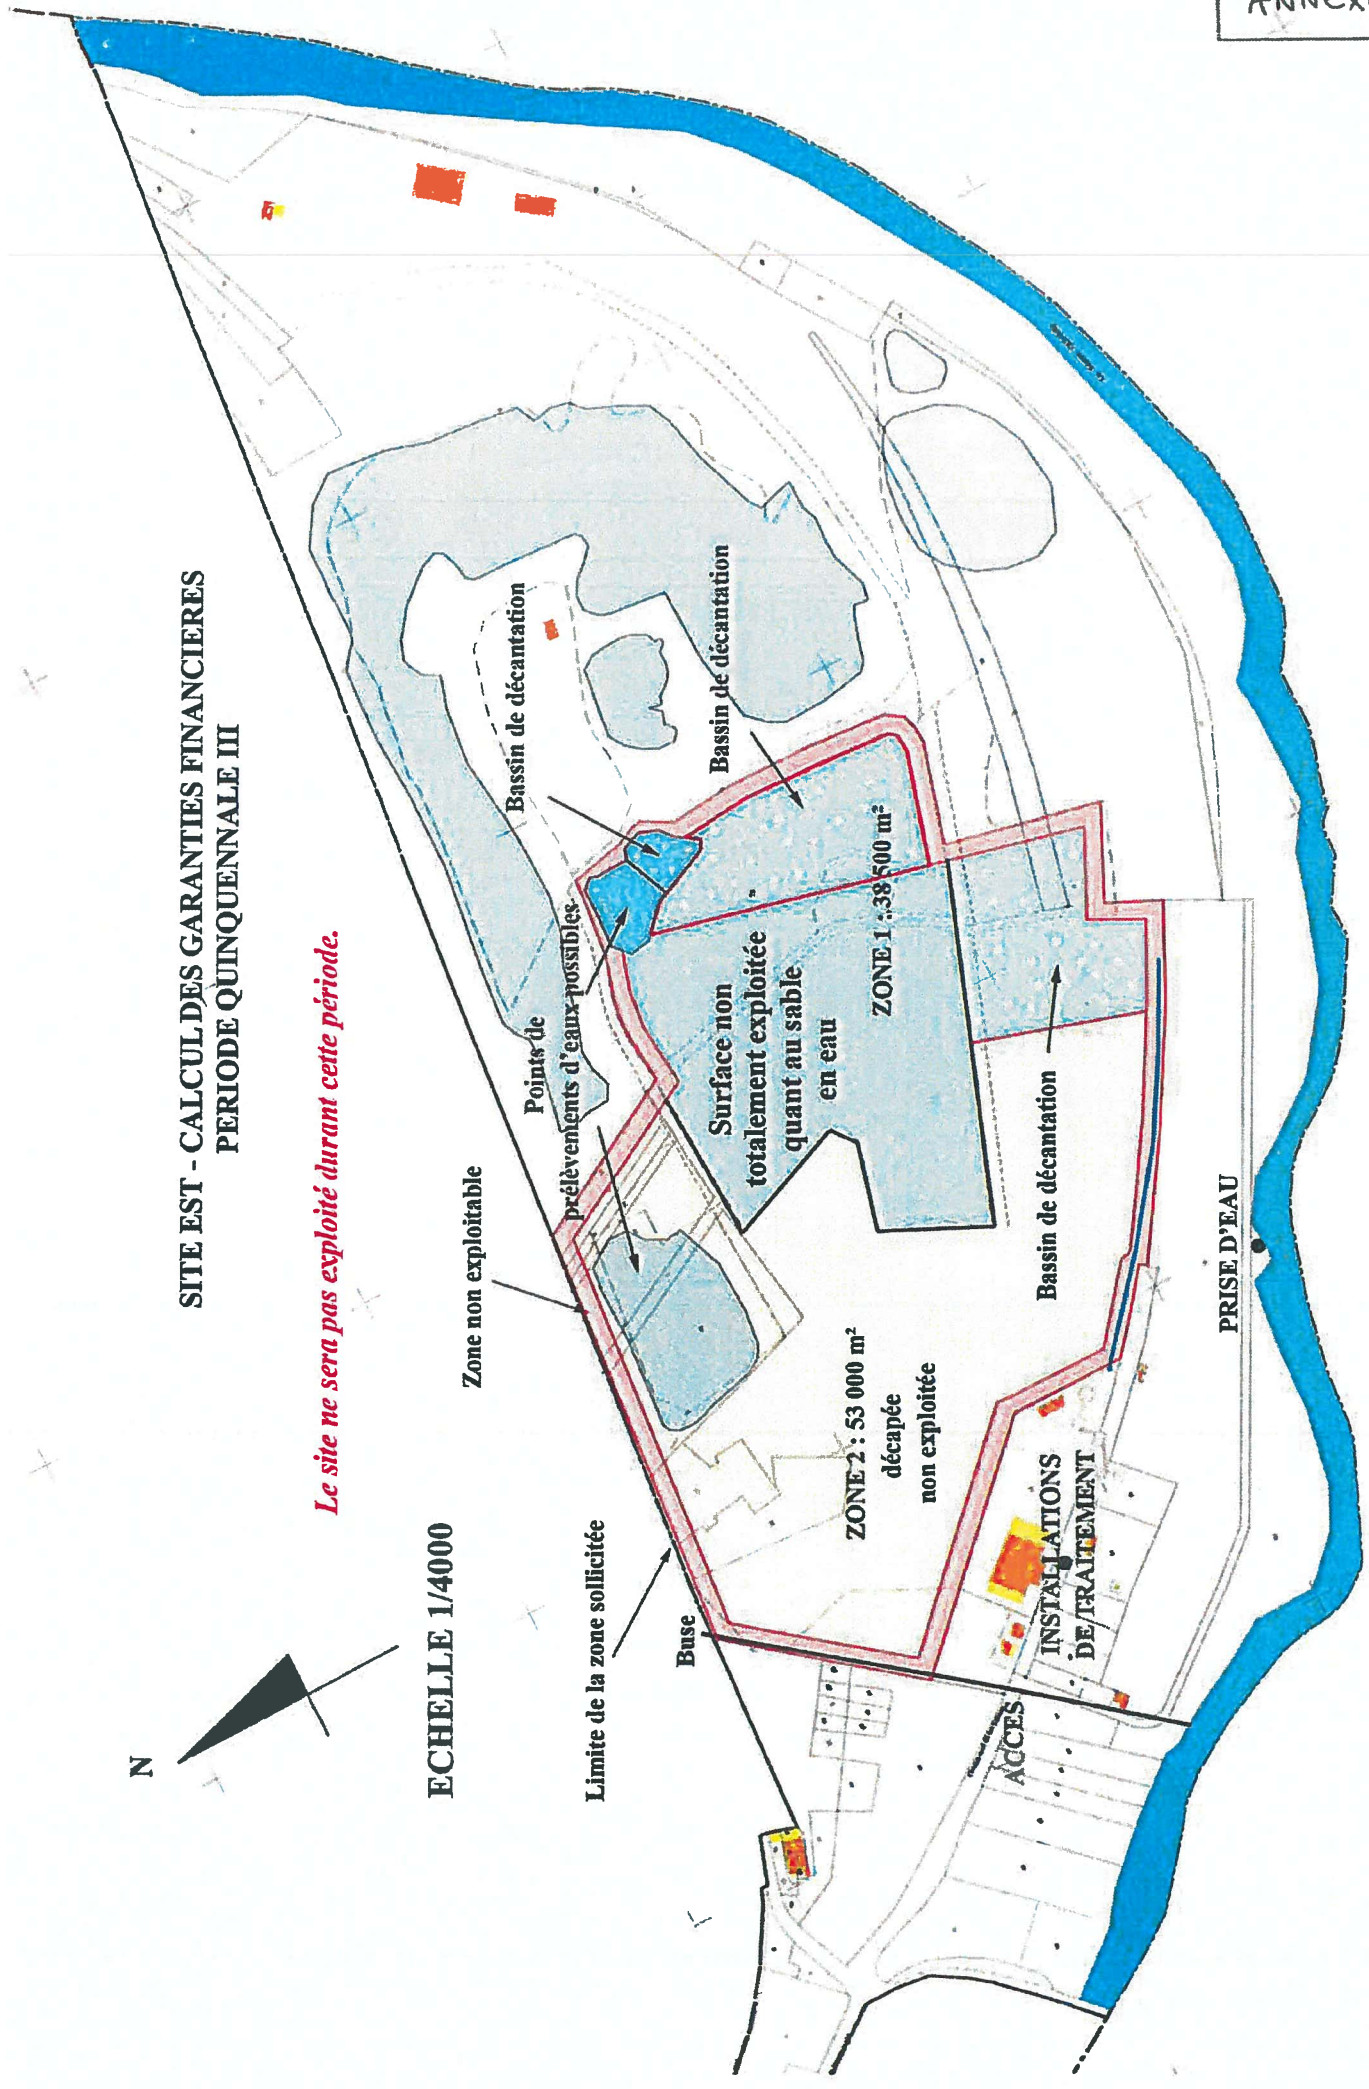 SITE EST - CALCUL DES GARANTIES FINANCIERES
PERIODE QUINQUENNALE III
Le site ne sera pas exploité durant cette période.
N
ECHELLE 1/4000
Zone non exploitable
Limite de la zone sollicitée
Buse
Points de
prélèvements d'eaux possibles
Bassin de décantation
Bassin de décantation
Surface non
totalement exploitée
quant au sable
en eau
ZONE 1 : 38 500 m²
ZONE 2 : 53 000 m²
décapée
non exploitée
Bassin de décantation
INSTALLATIONS
DE TRAITEMENT
ACCES
PRISE D'EAU